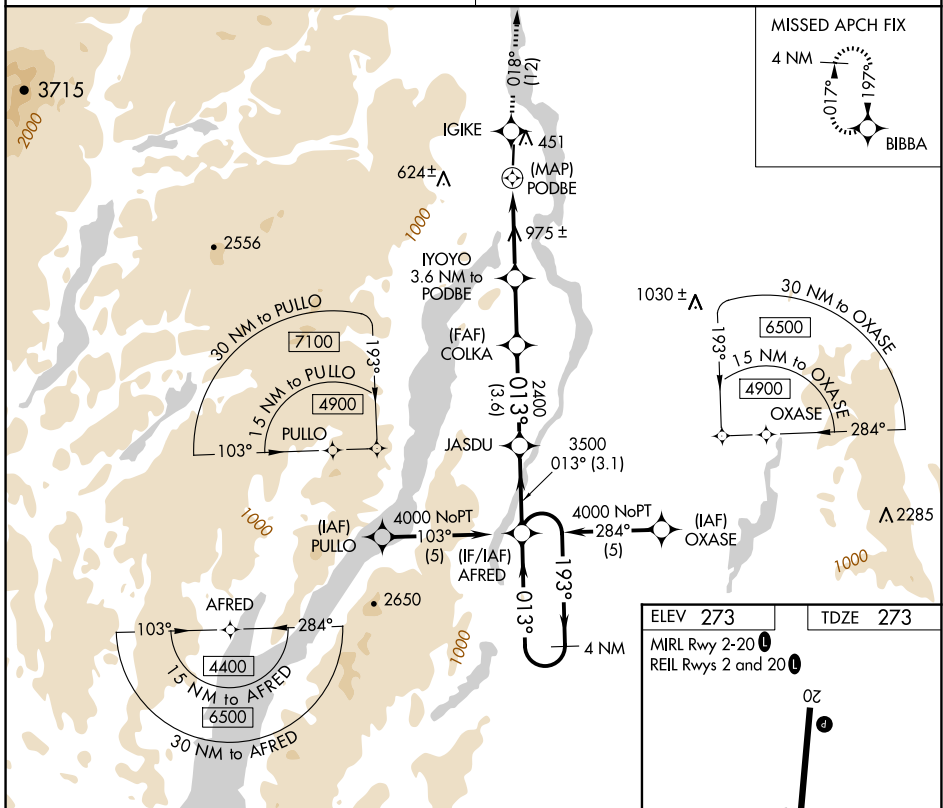 MISSED APCH FIX
4 NM
017°
197°
BIBBA
3715
2000
018°
(12)
IGIKE
451
(MAP)
PODBE
624±
1000
975 ±
2556
IYOYO
3.6 NM to
PODBE
1030 ±
30 NM to PULLO
7100
193°
15 NM to PULLO
4900
PULLO
103°
30 NM to OXASE
6500
193°
15 NM to OXASE
4900
OXASE
284°
(FAF)
COLKA
2400
013°
(3.6)
JASDU
3500
013° (3.1)
1000
(IAF)
PULLO
4000 NoPT
103°
(5)
(IF/IAF)
AFRED
4000 NoPT
284°
(5)
(IAF)
OXASE
2285
1000
193°
013°
4 NM
2650
1000
AFRED
103°
284°
4400
15 NM to AFRED
6500
30 NM to AFRED
ELEV 273
TDZE 273
MIRL Rwy 2-20 L
REIL Rwys 2 and 20 L
20
P